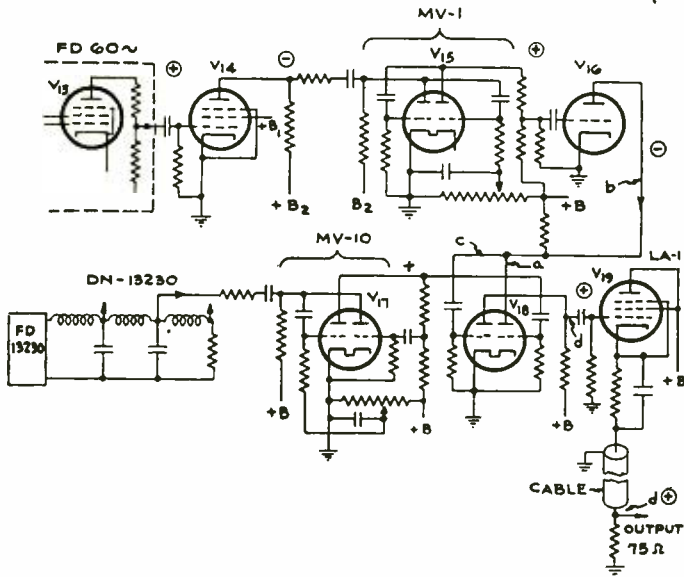 MV-1
FD 60~
V13
+
V14
−
V15
+
V16
+B1
−
+B2
B2
+B
b
MV-10
c
a
LA-1
DN-13230
+
V17
V18
+
V19
FD
13230
d
+B
+B
+B
+B
CABLE
d +
OUTPUT
75 Ω